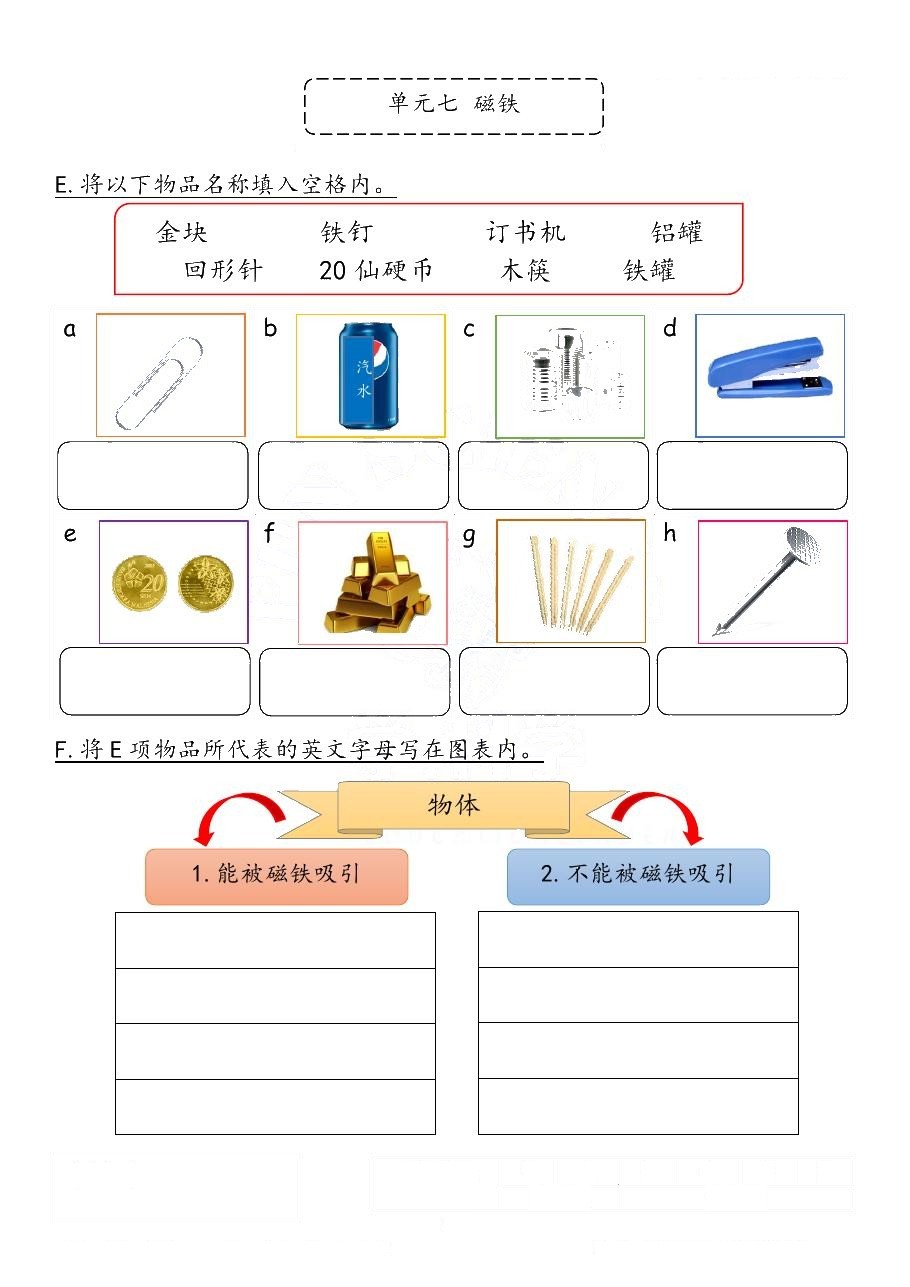 单元七 磁铁
E. 将以下物品名称填入空格内。
金块 铁钉 订书机 铝罐
回形针 20 仙硬币 木筷 铁罐
a b c d
汽
水
e f g h
20
SEN
F. 将 E 项物品所代表的英文字母写在图表内。
物体
1. 能被磁铁吸引 2. 不能被磁铁吸引